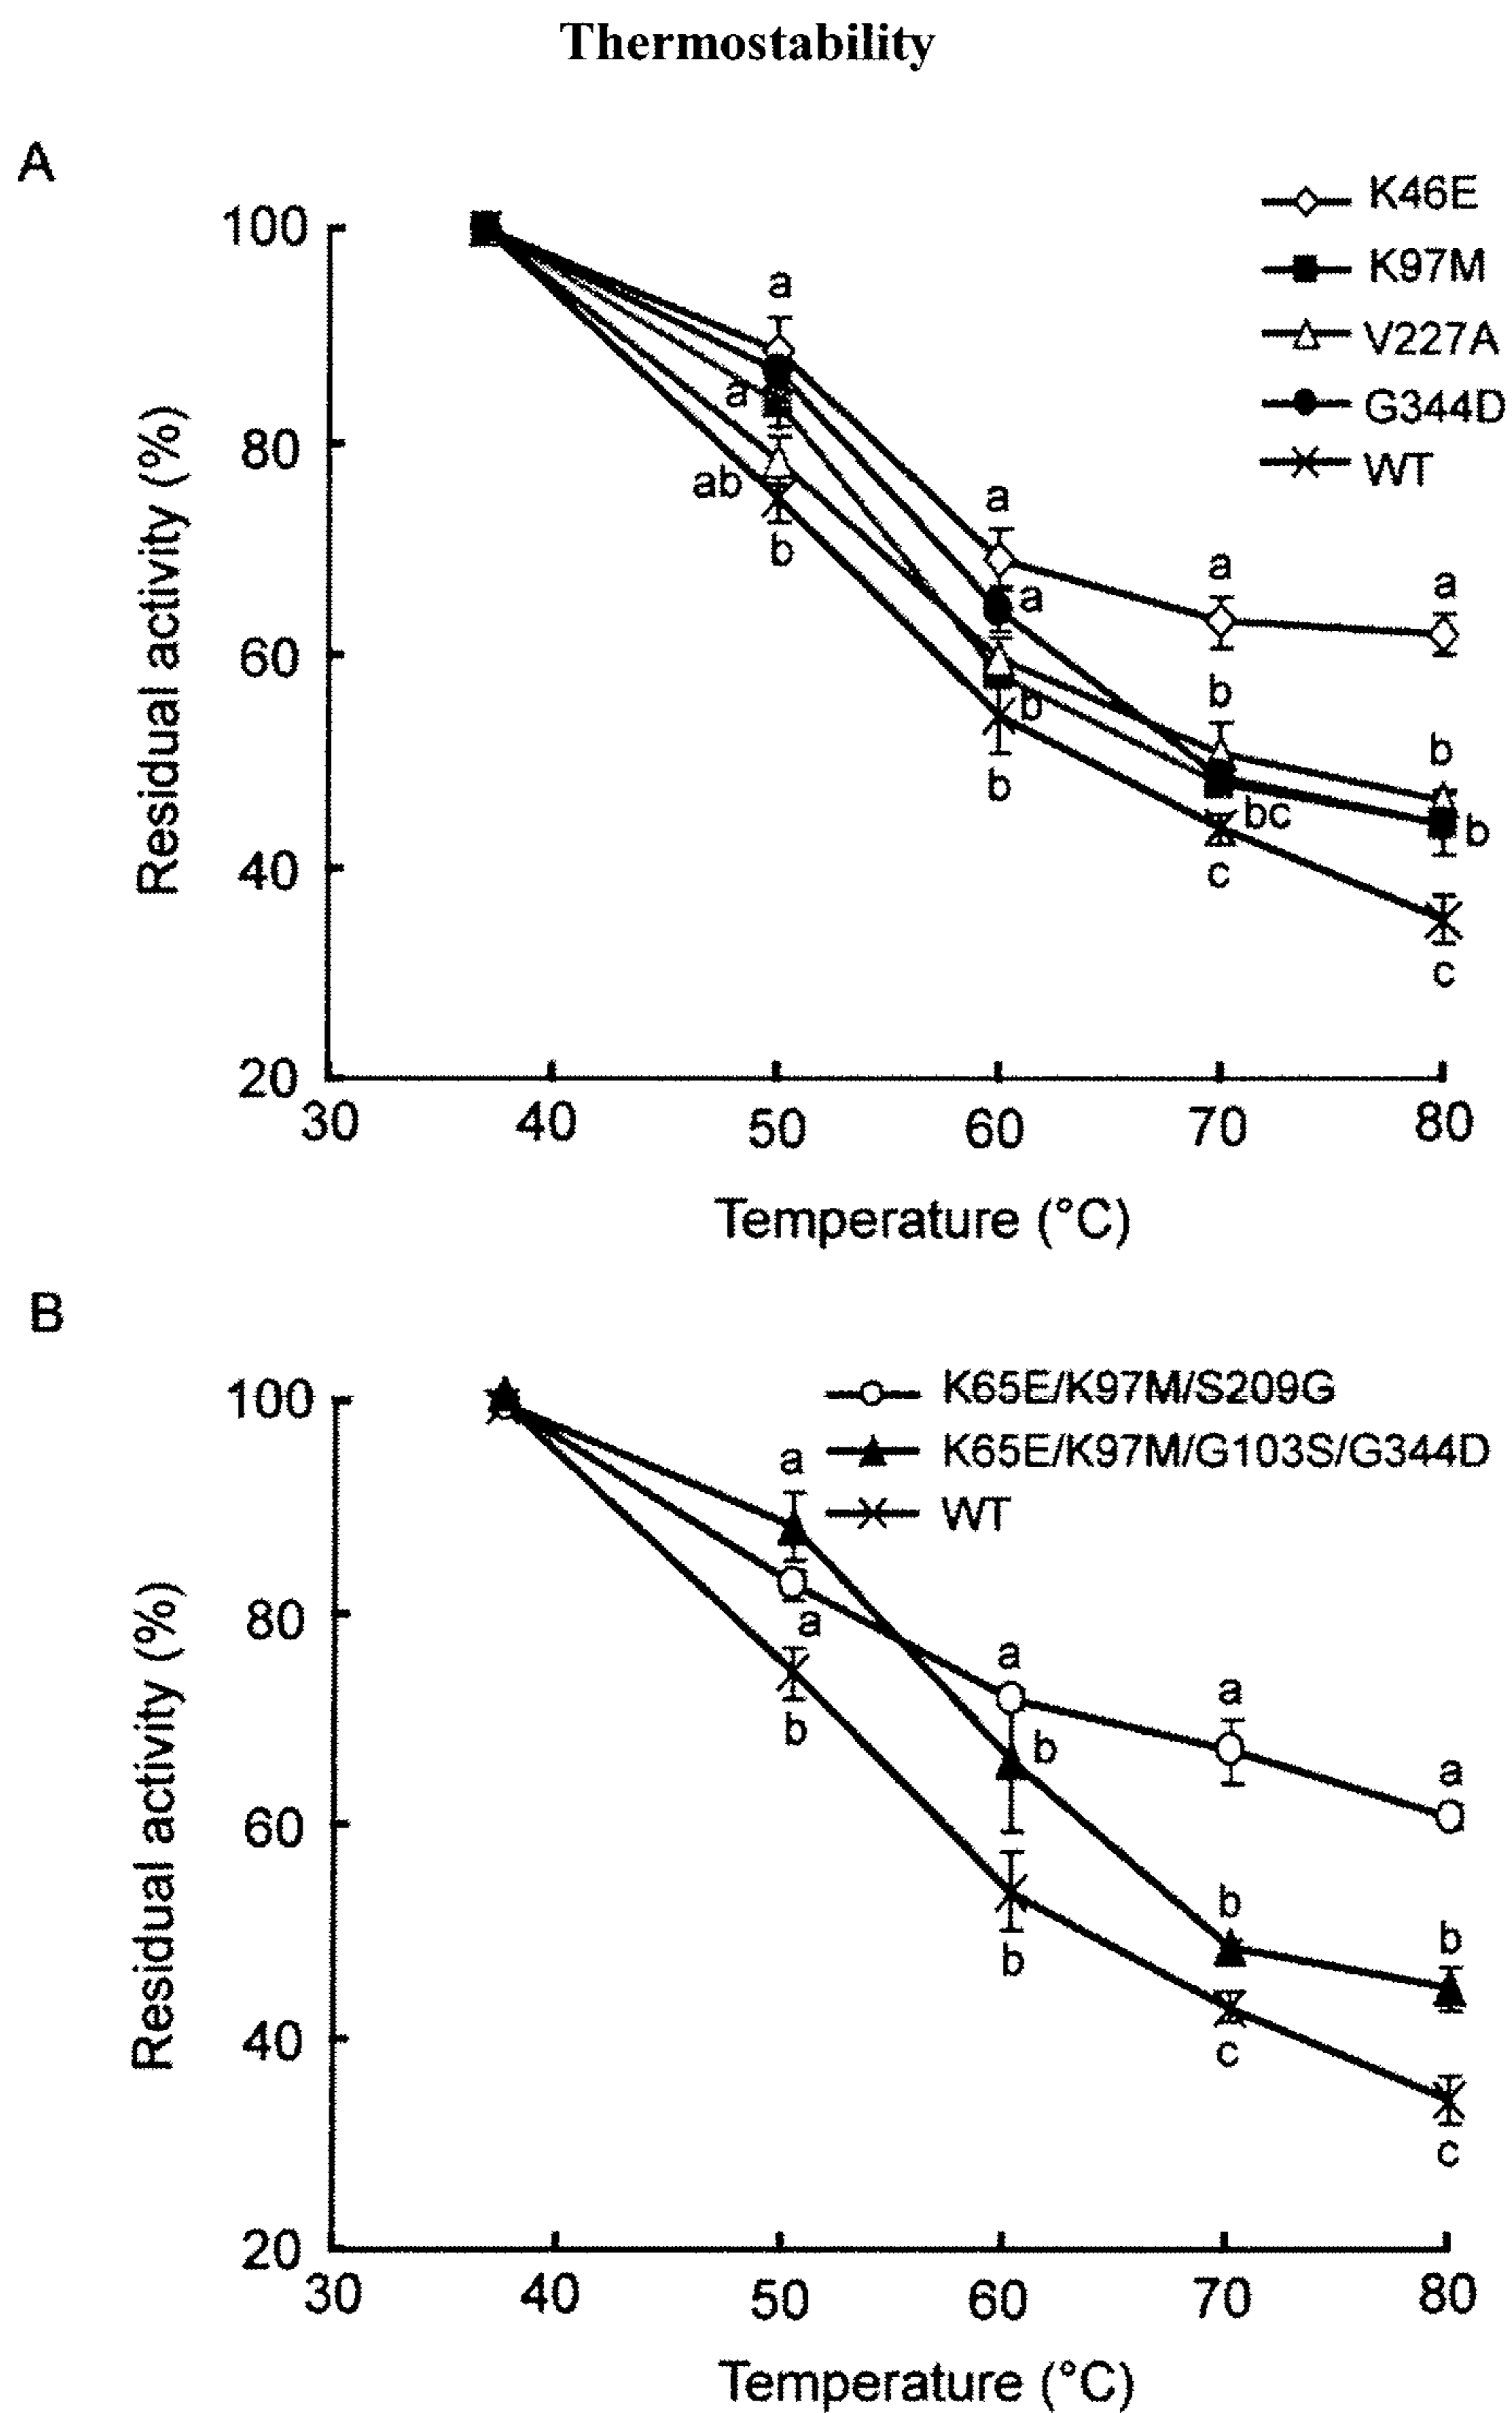 Thermostability
A
K46E
K97M
V227A
G344D
WT
100
80
60
40
20
Residual activity (%)
a
a
ab
b
a
a
b
b
a
b
bc
c
a
b
b
c
30 40 50 60 70 80
Temperature (°C)
B
K65E/K97M/S209G
K65E/K97M/G103S/G344D
WT
100
80
60
40
20
Residual activity (%)
a
a
b
a
b
b
a
b
c
a
b
c
30 40 50 60 70 80
Temperature (°C)